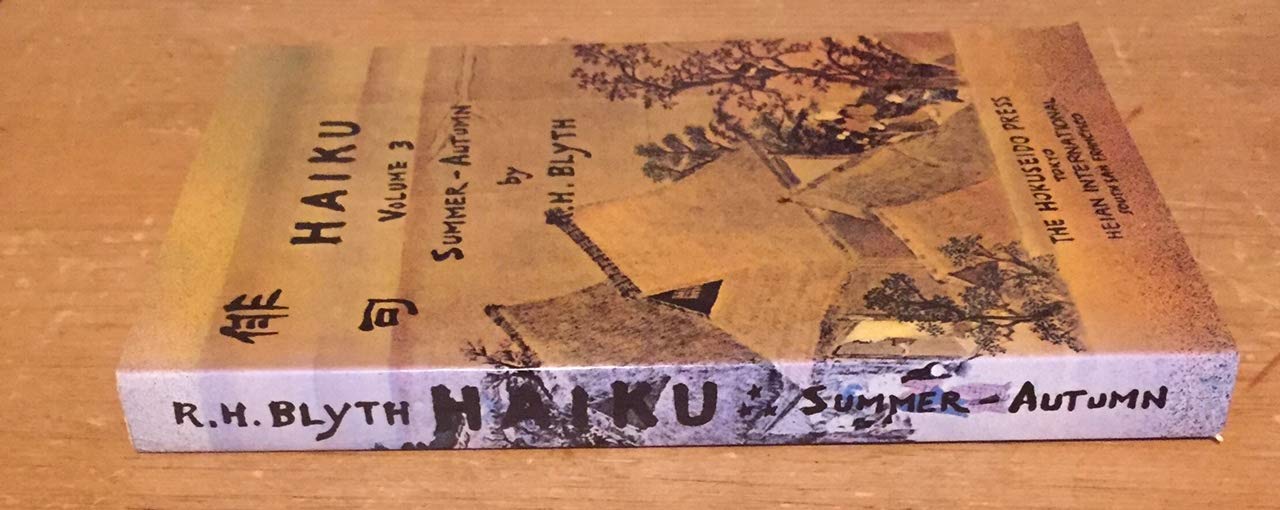 俳句
HAIKU
VOLUME 3
SUMMER-AUTUMN
by
R.H. BLYTH
THE HOKUSEIDO PRESS
TOKYO
HEIAN INTERNATIONAL
SOUTH SAN FRANCISCO
R.H. BLYTH HAIKU SUMMER - AUTUMN